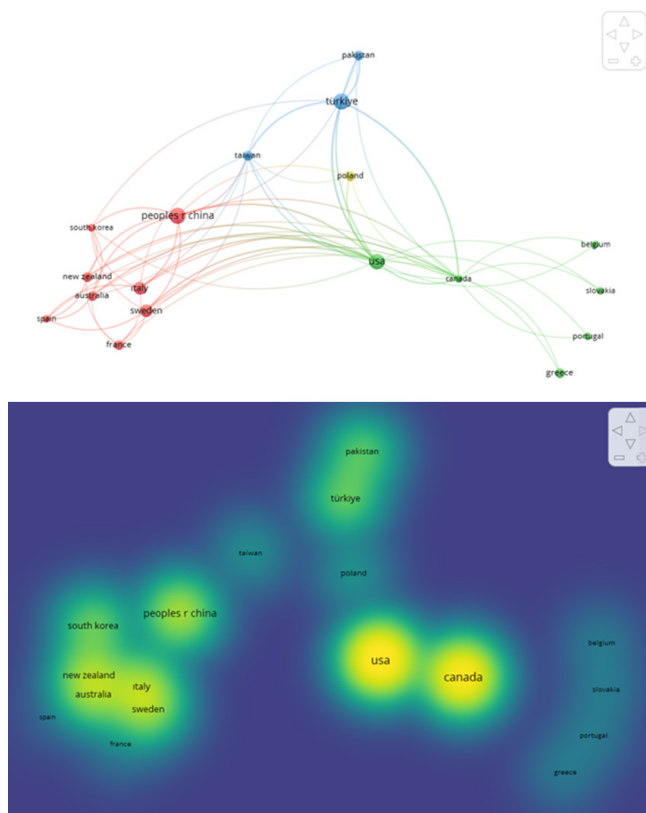 pakistan
türkiye
taiwan
poland
peoples r china
south korea
usa
belgium
new zealand
canada
italy
australia
slovakia
sweden
spain
portugal
france
greece
pakistan
türkiye
taiwan
poland
peoples r china
south korea
belgium
usa
new zealand
canada
italy
australia
slovakia
sweden
spain
portugal
france
greece